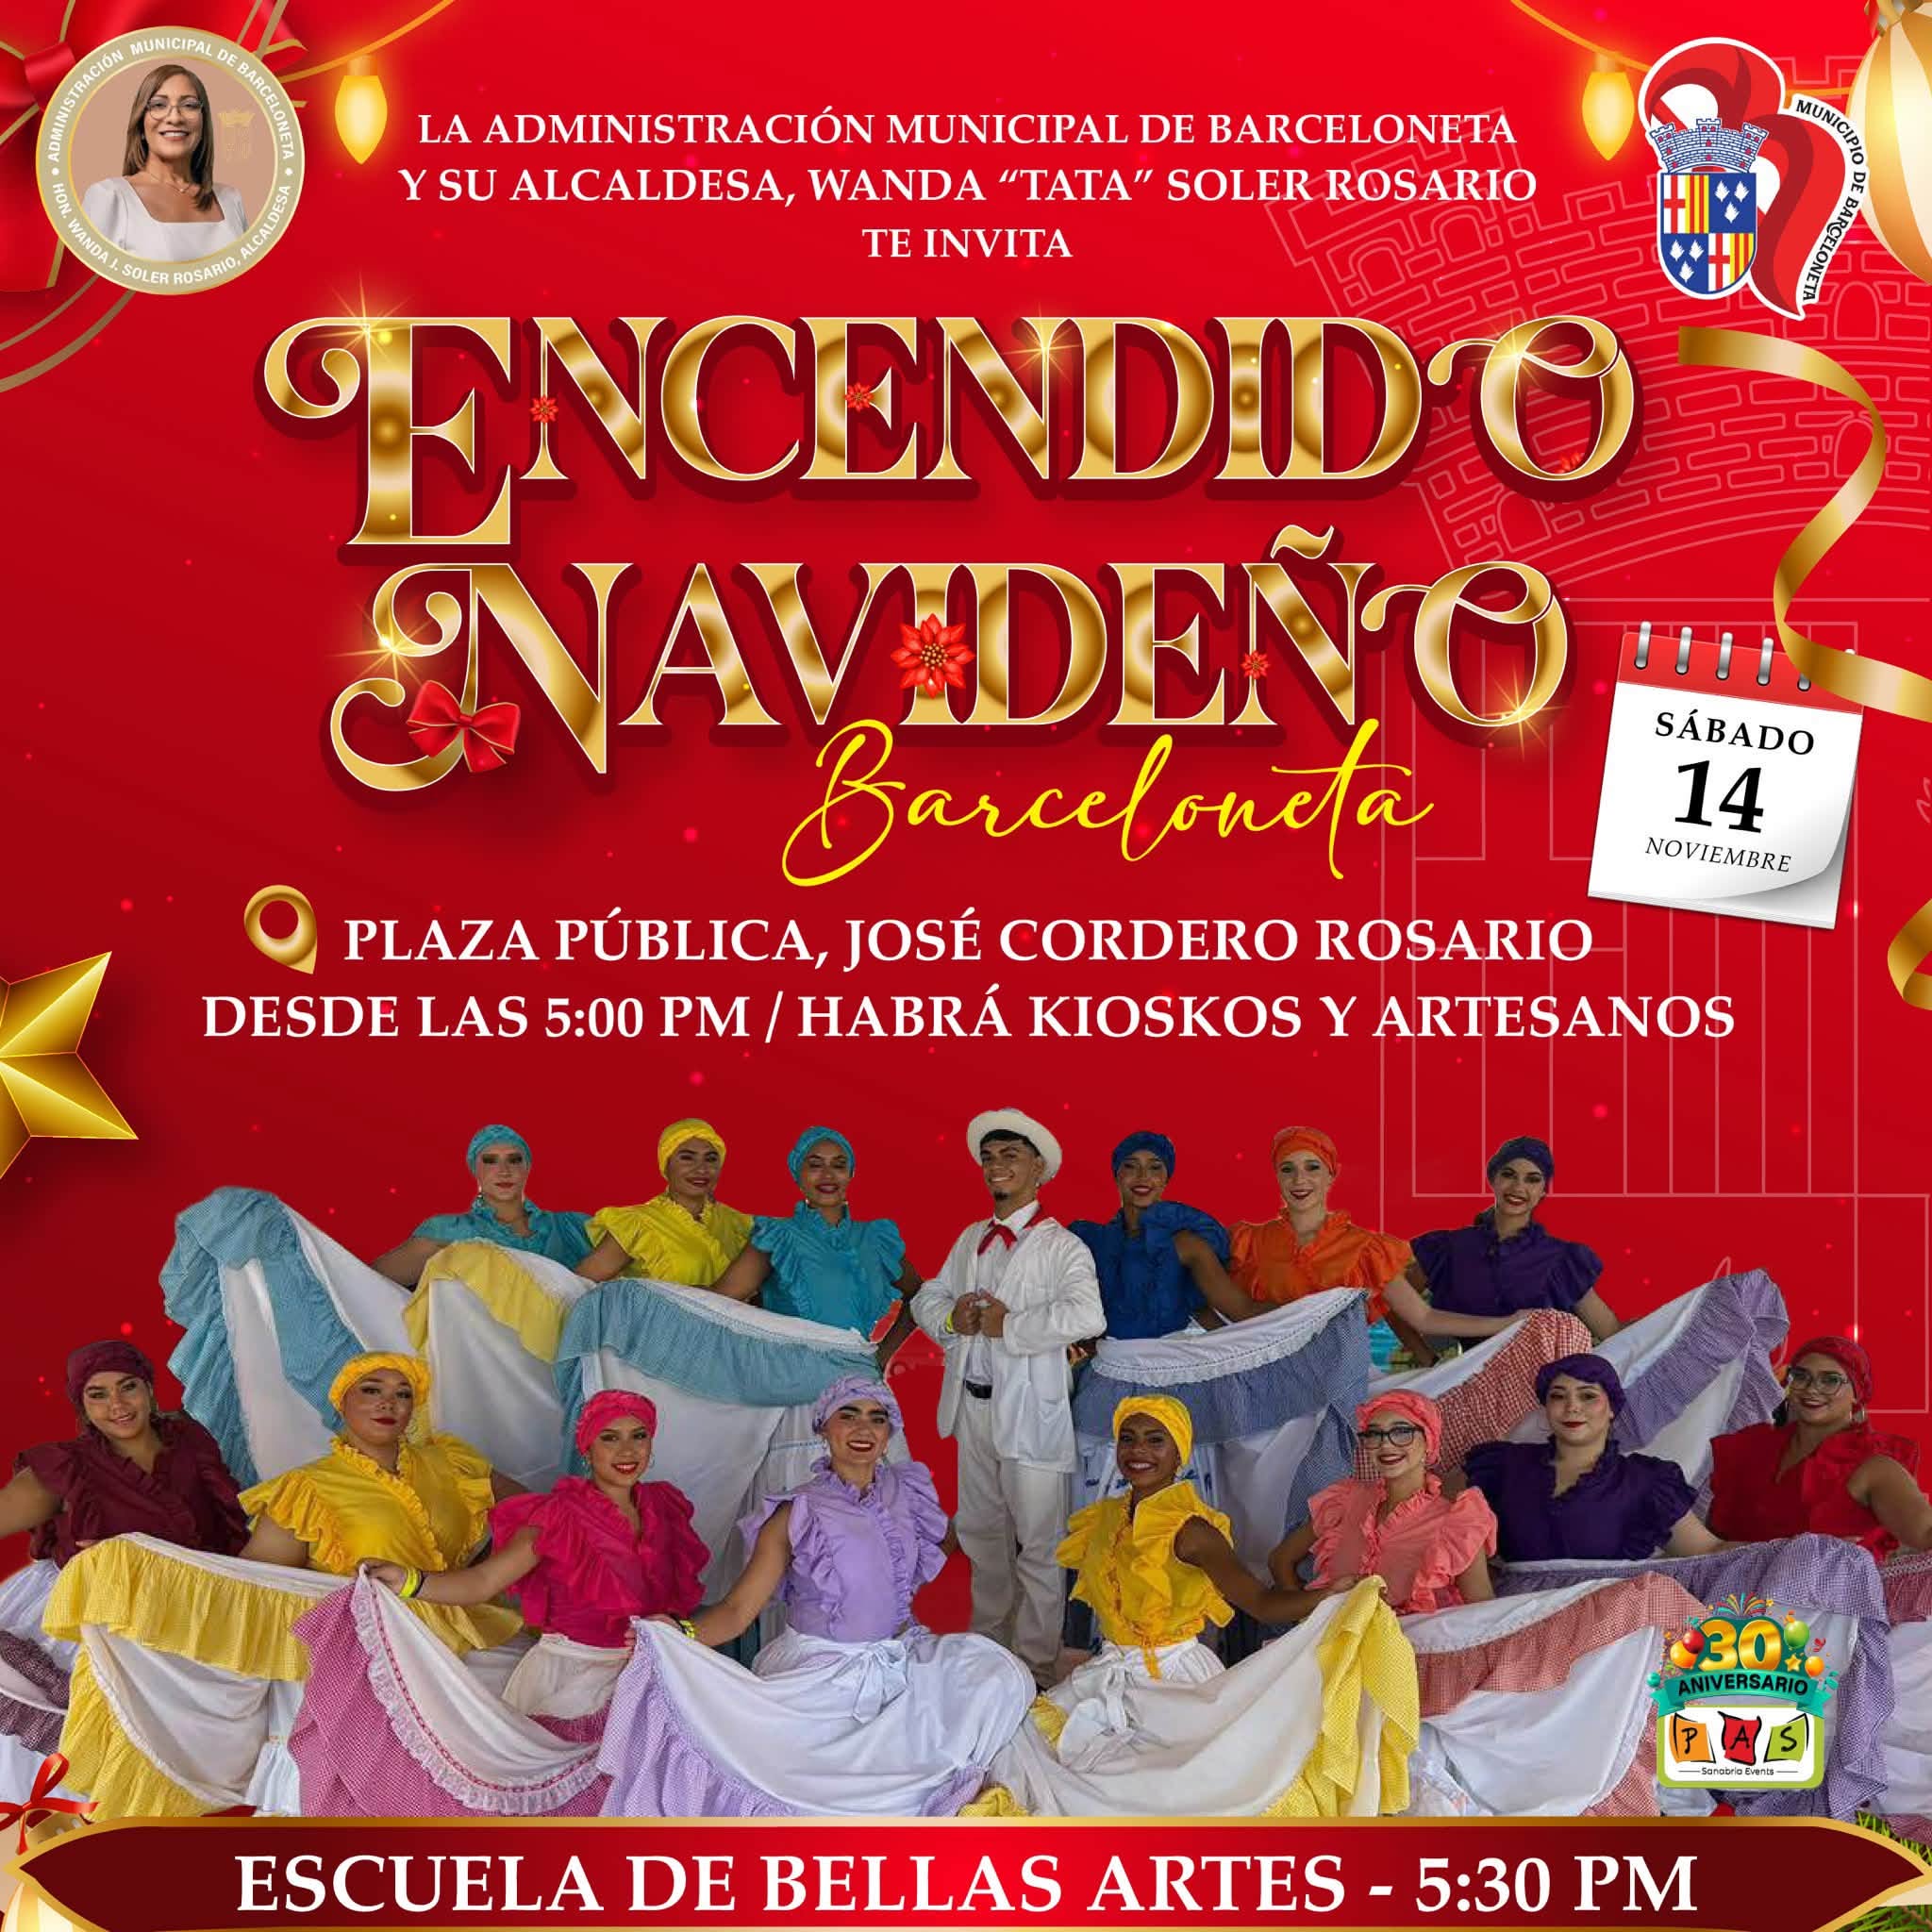 ADMINISTRACIÓN MUNICIPAL DE BARCELONETA
HON. WANDA J. SOLER ROSARIO, ALCALDESA
LA ADMINISTRACIÓN MUNICIPAL DE BARCELONETA
Y SU ALCALDESA, WANDA “TATA” SOLER ROSARIO
TE INVITA
MUNICIPIO DE BARCELONETA
ENCENDIDO
NAVIDEÑO
Barceloneta
SÁBADO
14
NOVIEMBRE
PLAZA PÚBLICA, JOSÉ CORDERO ROSARIO
DESDE LAS 5:00 PM / HABRÁ KIOSKOS Y ARTESANOS
30
ANIVERSARIO
PAS
Sanabria Events
ESCUELA DE BELLAS ARTES - 5:30 PM